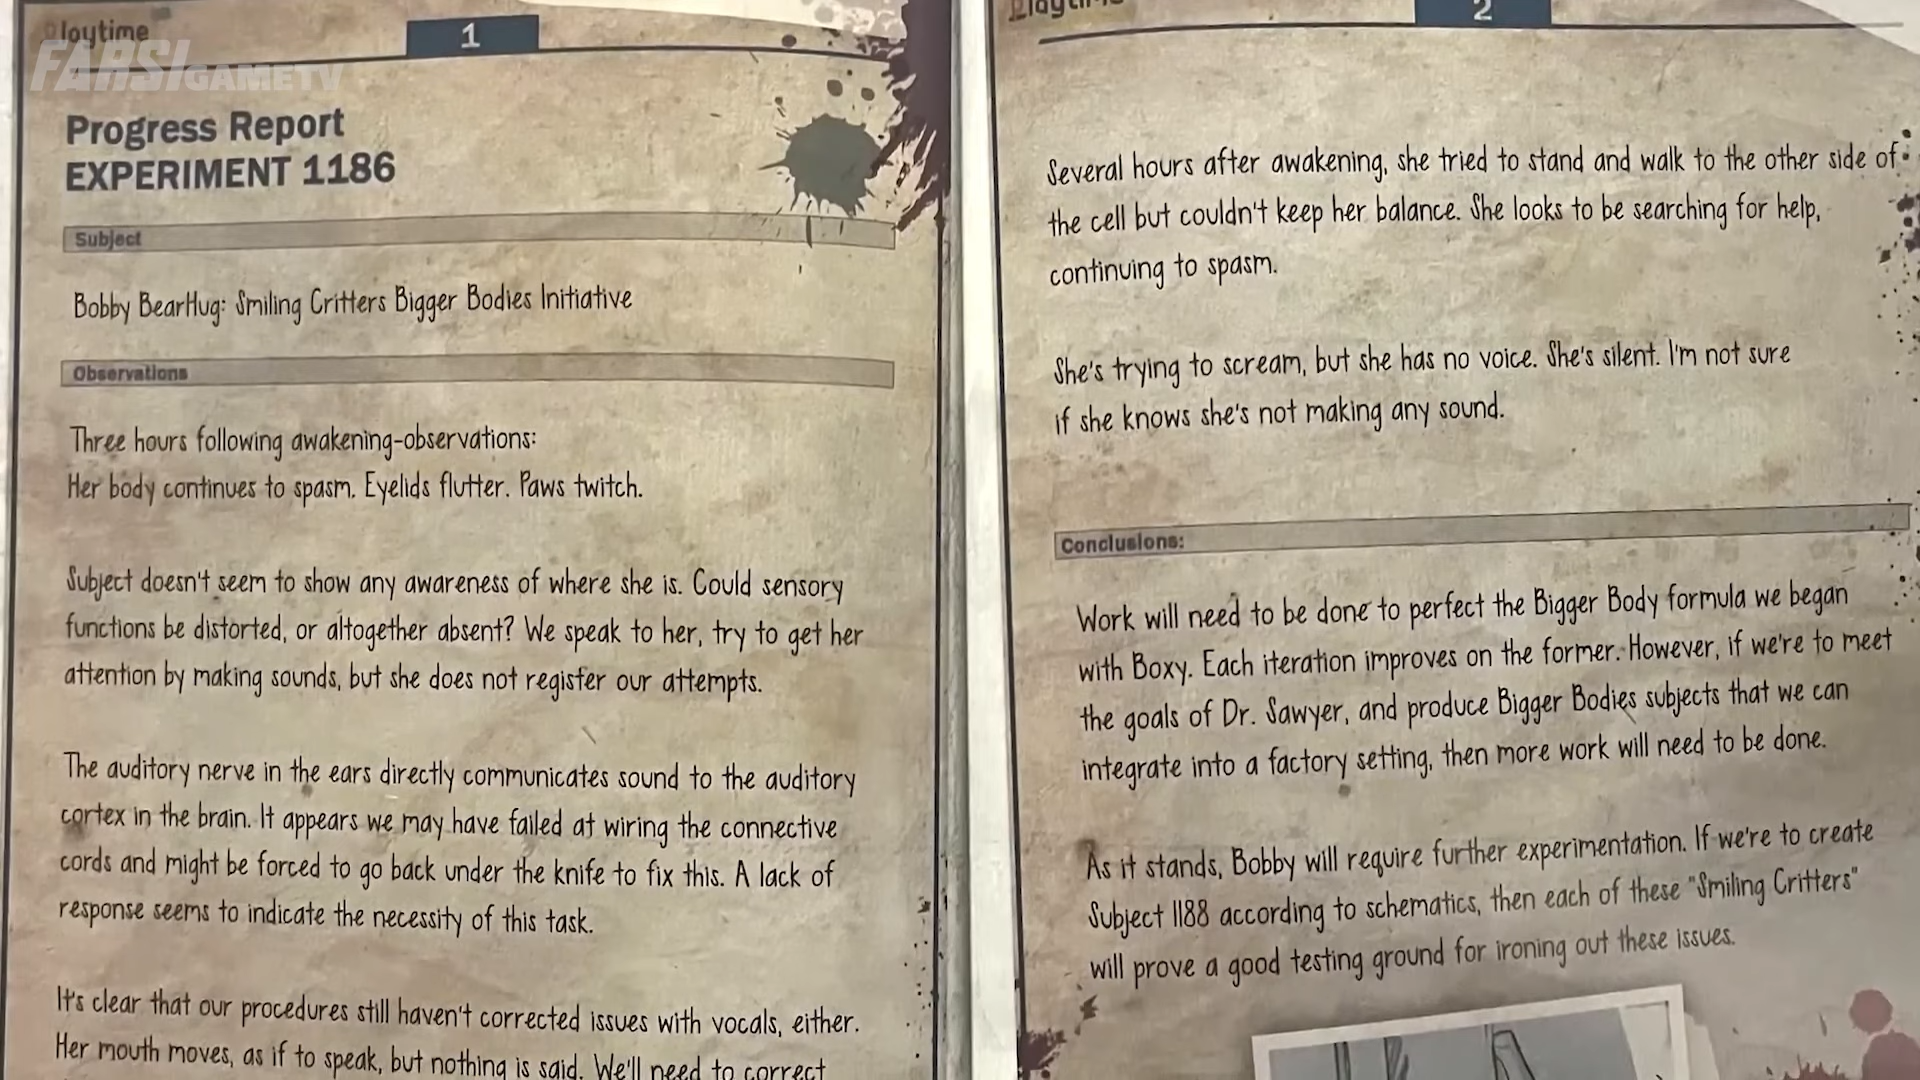 Playtime
FARSI GAMETV
1
Progress Report
EXPERIMENT 1186
Subject
Bobby BearHug: Smiling Critters Bigger Bodies Initiative
Observations
Three hours following awakening-observations:
Her body continues to spasm. Eyelids flutter. Paws twitch.
Subject doesn't seem to show any awareness of where she is. Could sensory
functions be distorted, or altogether absent? We speak to her, try to get her
attention by making sounds, but she does not register our attempts.
The auditory nerve in the ears directly communicates sound to the auditory
cortex in the brain. It appears we may have failed at wiring the connective
cords and might be forced to go back under the knife to fix this. A lack of
response seems to indicate the necessity of this task.
It's clear that our procedures still haven't corrected issues with vocals, either.
Her mouth moves, as if to speak, but nothing is said. We'll need to correct
Playtime
2
Several hours after awakening, she tried to stand and walk to the other side of
the cell but couldn't keep her balance. She looks to be searching for help,
continuing to spasm.
She's trying to scream, but she has no voice. She's silent. I'm not sure
if she knows she's not making any sound.
Conclusions:
Work will need to be done to perfect the Bigger Body formula we began
with Boxy. Each iteration improves on the former. However, if we're to meet
the goals of Dr. Sawyer, and produce Bigger Bodies subjects that we can
integrate into a factory setting, then more work will need to be done.
As it stands, Bobby will require further experimentation. If we're to create
Subject 1188 according to schematics, then each of these "Smiling Critters"
will prove a good testing ground for ironing out these issues.